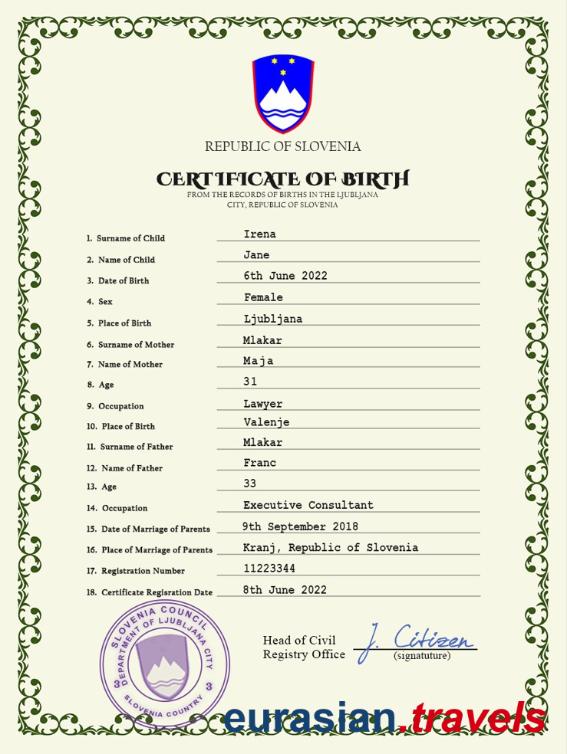 REPUBLIC OF SLOVENIA
CERTIFICATE OF BIRTH
FROM THE RECORDS OF BIRTHS IN THE LJUBLJANA
CITY, REPUBLIC OF SLOVENIA
1. Surname of Child Irena
2. Name of Child Jane
3. Date of Birth 6th June 2022
4. Sex Female
5. Place of Birth Ljubljana
6. Surname of Mother Mlakar
7. Name of Mother Maja
8. Age 31
9. Occupation Lawyer
10. Place of Birth Valenje
11. Surname of Father Mlakar
12. Name of Father Franc
13. Age 33
14. Occupation Executive Consultant
15. Date of Marriage of Parents 9th September 2018
16. Place of Marriage of Parents Kranj, Republic of Slovenia
17. Registration Number 11223344
18. Certificate Regisration Date 8th June 2022
SLOVENIA COUNCIL
DEPARTMENT OF LJUBLJANA CITY
3 3
SLOVENIA COUNTRY
Head of Civil
Registry Office
J. Citizen
(signatuture)
eurasian.travels